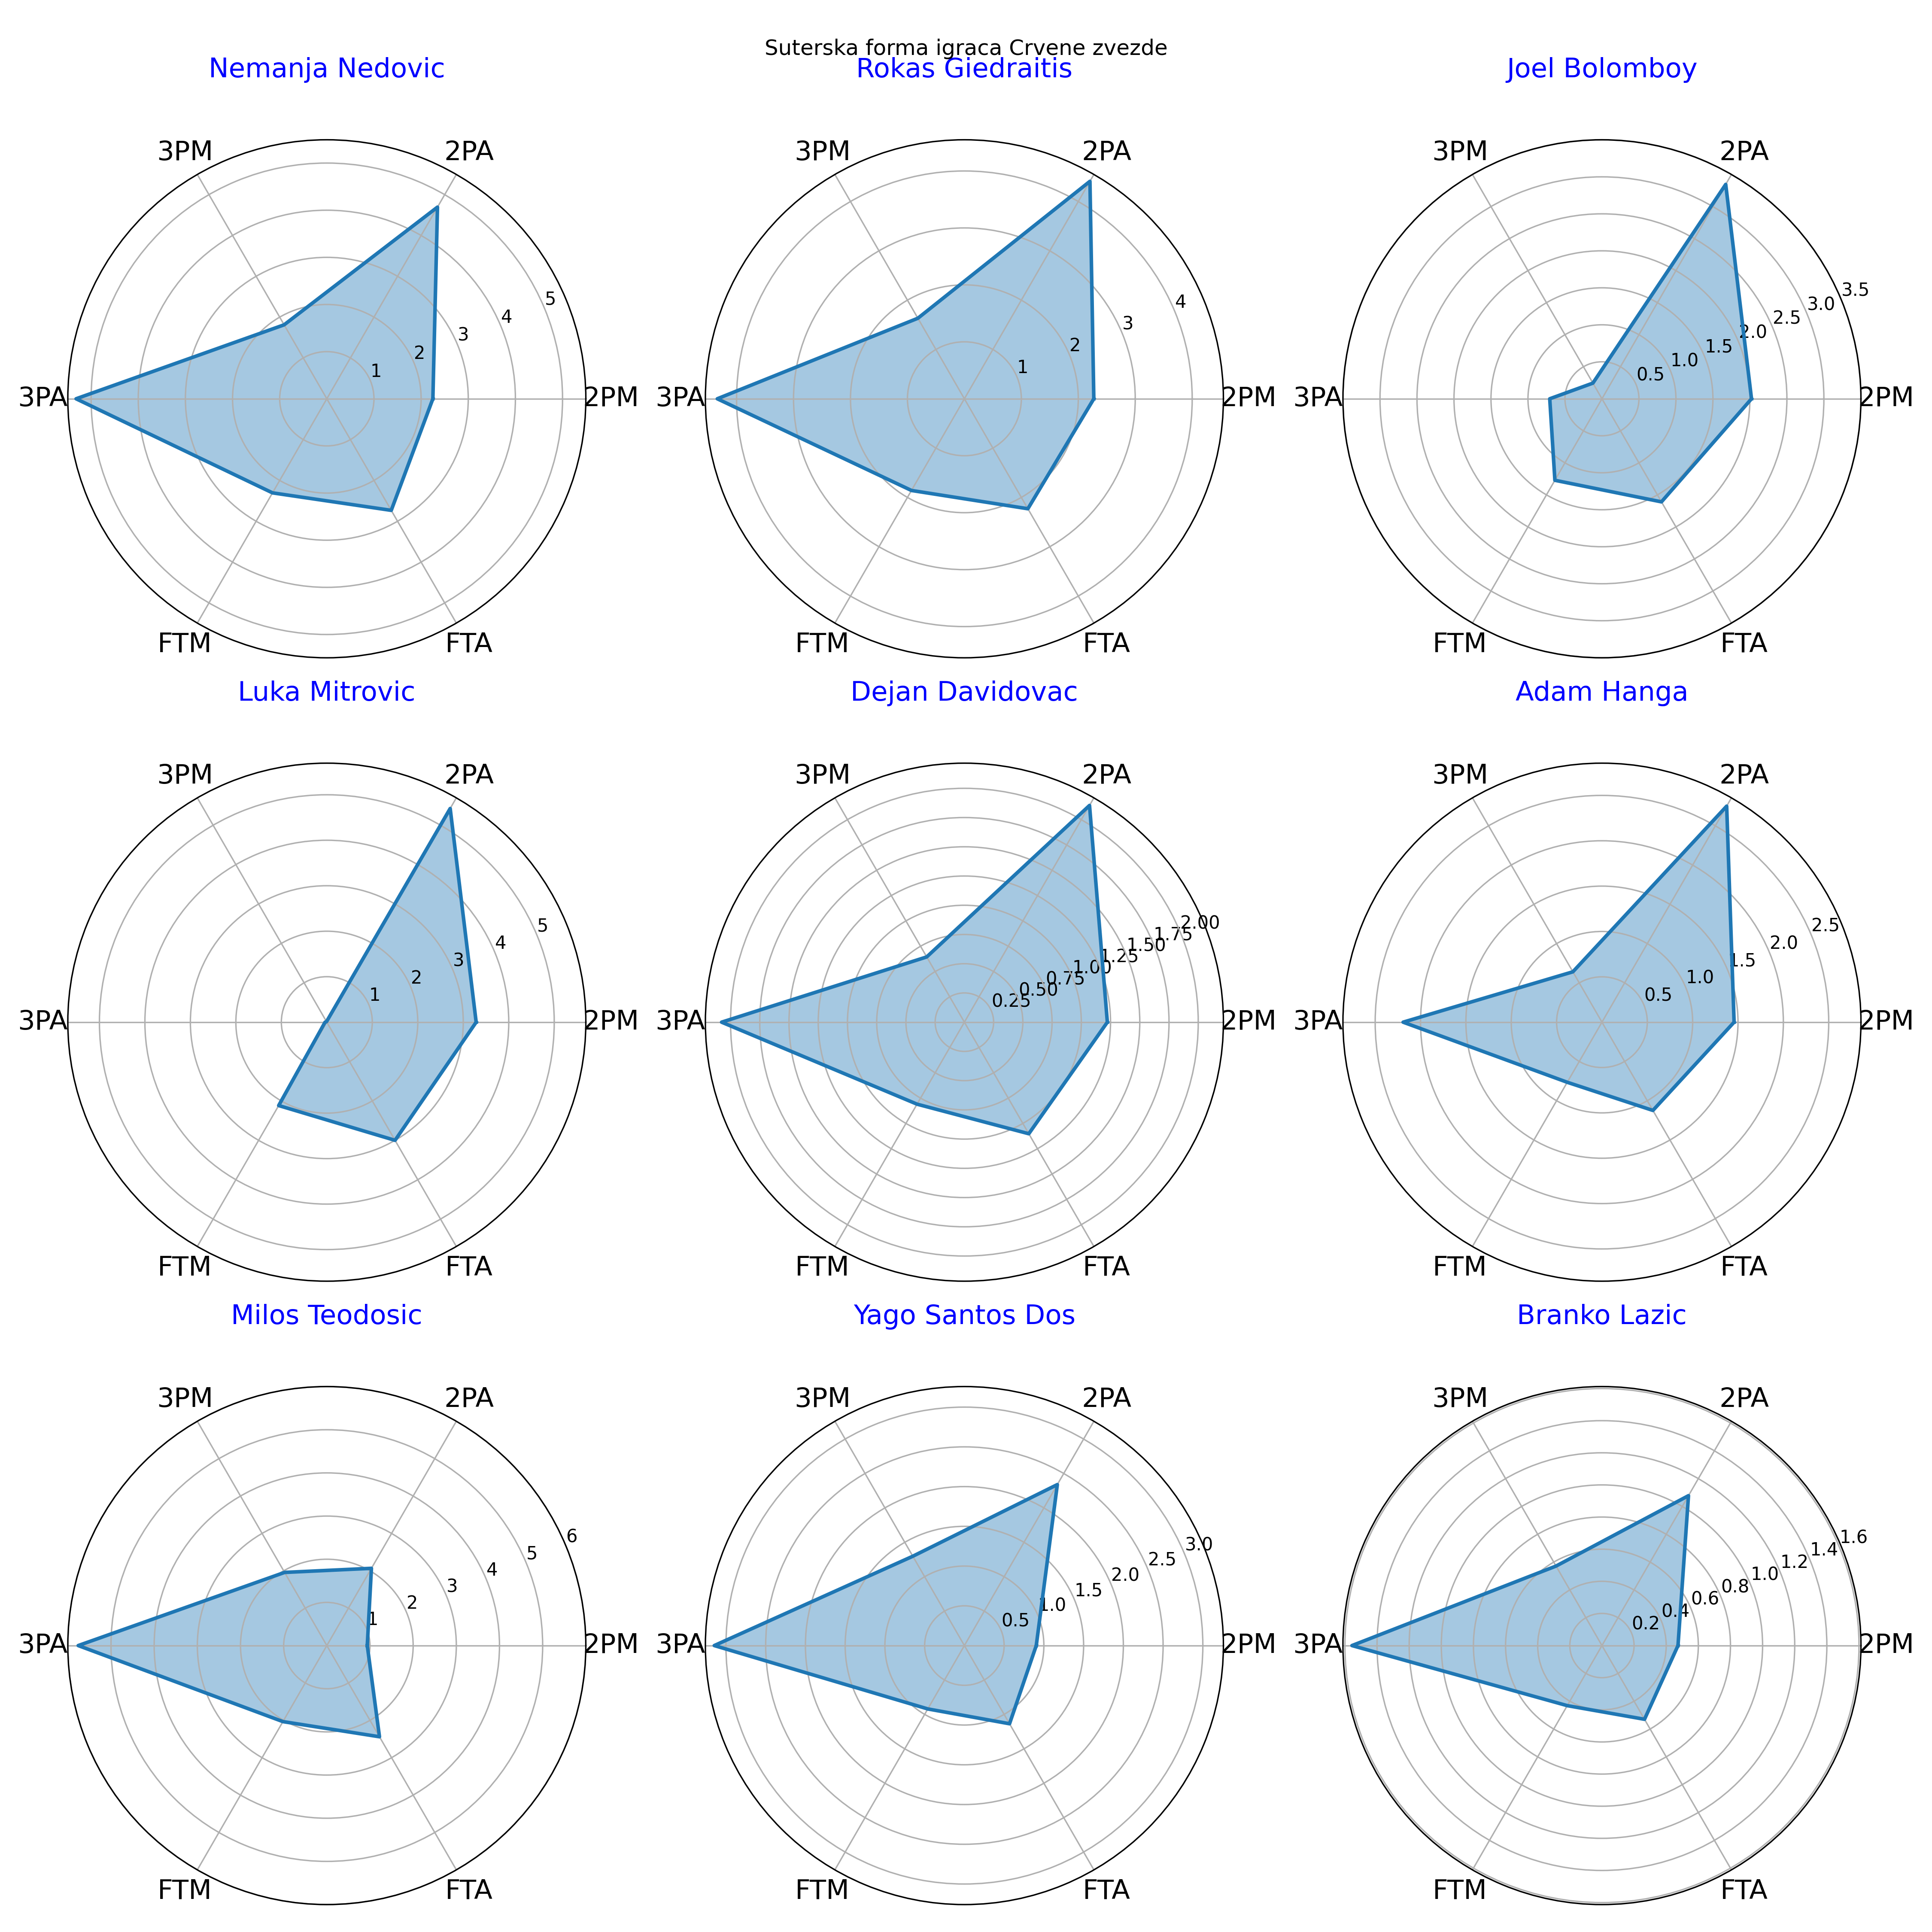 Suterska forma igraca Crvene zvezde
Nemanja Nedovic
Rokas Giedraitis
Joel Bolomboy
3PM 2PA 3PM 2PA 3PM 2PA
1 2 3 4 5
1 2 3 4
0.5 1.0 1.5 2.0 2.5 3.0 3.5
3PA 2PM 3PA 2PM 3PA 2PM
FTM FTA FTM FTA FTM FTA
Luka Mitrovic
Dejan Davidovac
Adam Hanga
3PM 2PA 3PM 2PA 3PM 2PA
1 2 3 4 5
0.25 0.50 0.75 1.00 1.25 1.50 1.75 2.00
0.5 1.0 1.5 2.0 2.5
3PA 2PM 3PA 2PM 3PA 2PM
FTM FTA FTM FTA FTM FTA
Milos Teodosic
Yago Santos Dos
Branko Lazic
3PM 2PA 3PM 2PA 3PM 2PA
1 2 3 4 5 6
0.5 1.0 1.5 2.0 2.5 3.0
0.2 0.4 0.6 0.8 1.0 1.2 1.4 1.6
3PA 2PM 3PA 2PM 3PA 2PM
FTM FTA FTM FTA FTM FTA